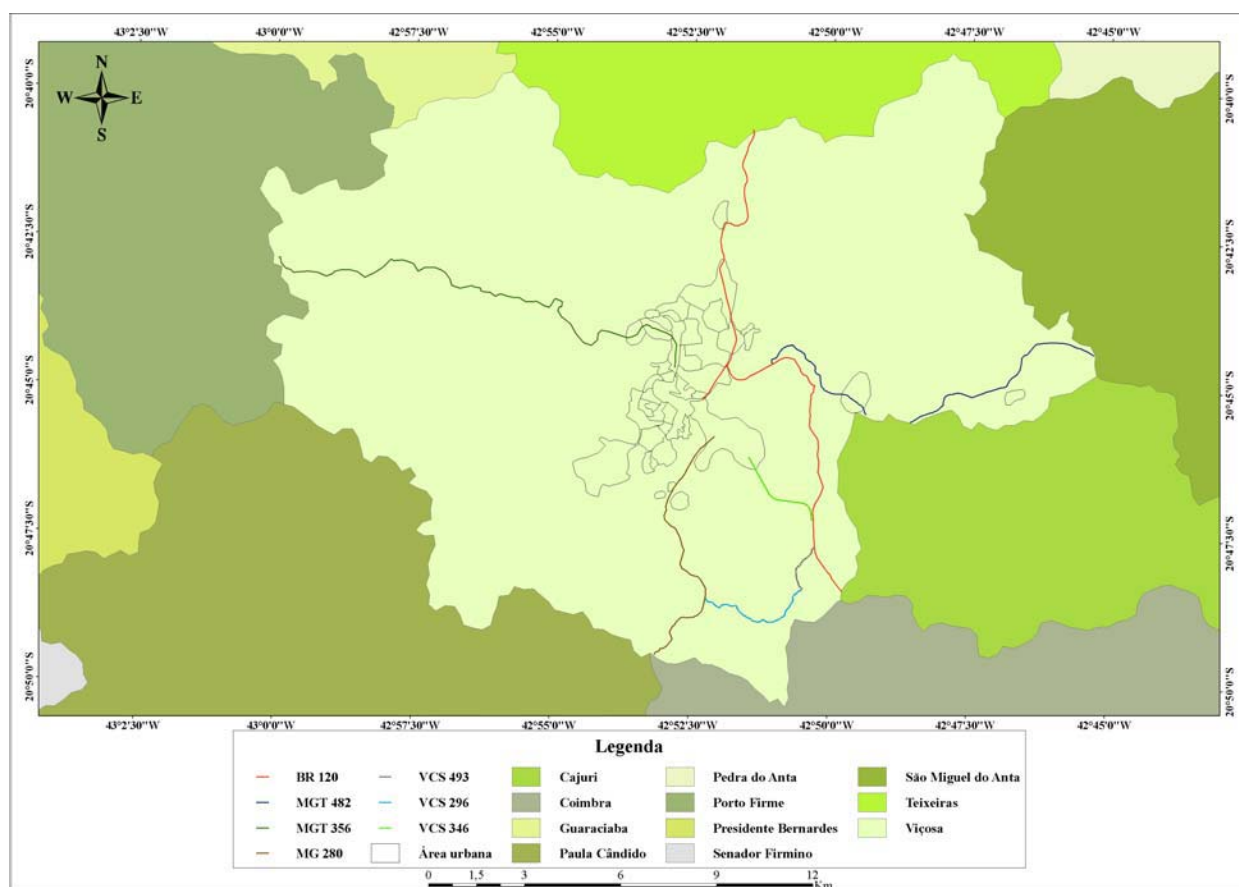 43°2'30"W 43°0'0"W 42°57'30"W 42°55'0"W 42°52'30"W 42°50'0"W 42°47'30"W 42°45'0"W
N
W E
S
20°40'0"S 20°40'0"S
20°42'30"S 20°42'30"S
20°45'0"S 20°45'0"S
20°47'30"S 20°47'30"S
20°50'0"S 20°50'0"S
43°2'30"W 43°0'0"W 42°57'30"W 42°55'0"W 42°52'30"W 42°50'0"W 42°47'30"W 42°45'0"W
Legenda
BR 120 VCS 493 Cajuri Pedra do Anta São Miguel do Anta
MGT 482 VCS 296 Coimbra Porto Firme Teixeiras
MGT 356 VCS 346 Guaraciaba Presidente Bernardes Viçosa
MG 280 Área urbana Paula Cândido Senador Firmino
0 1,5 3 6 9 12
Km